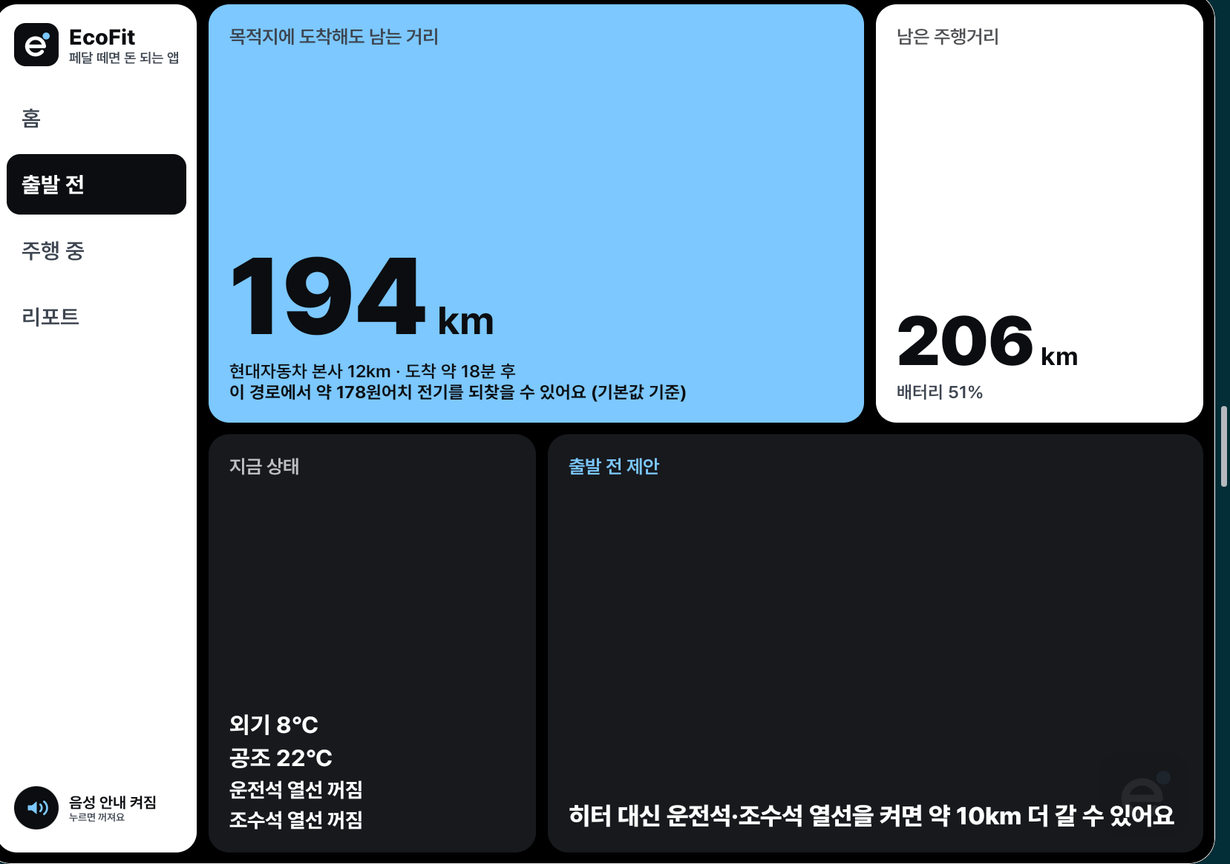 EcoFit
페달 떼면 돈 되는 앱
홈
출발 전
주행 중
리포트
음성 안내 켜짐
누르면 꺼져요
목적지에 도착해도 남는 거리
194 km
현대자동차 본사 12km · 도착 약 18분 후
이 경로에서 약 178원어치 전기를 되찾을 수 있어요 (기본값 기준)
남은 주행거리
206 km
배터리 51%
지금 상태
외기 8°C
공조 22°C
운전석 열선 꺼짐
조수석 열선 꺼짐
출발 전 제안
히터 대신 운전석·조수석 열선을 켜면 약 10km 더 갈 수 있어요